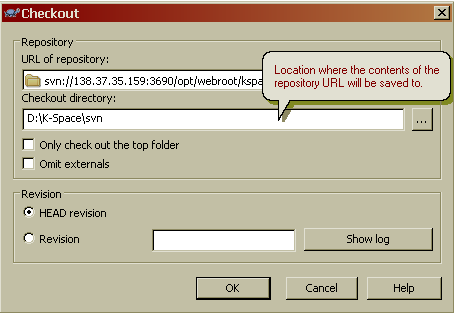 Checkout
Repository
URL of repository:
svn://138.37.35.159:3690/opt/webroot/kspa
Location where the contents of the
repository URL will be saved to.
Checkout directory:
D:\K-Space\svn
...
Only check out the top folder
Omit externals
Revision
HEAD revision
Revision
Show log
OK
Cancel
Help